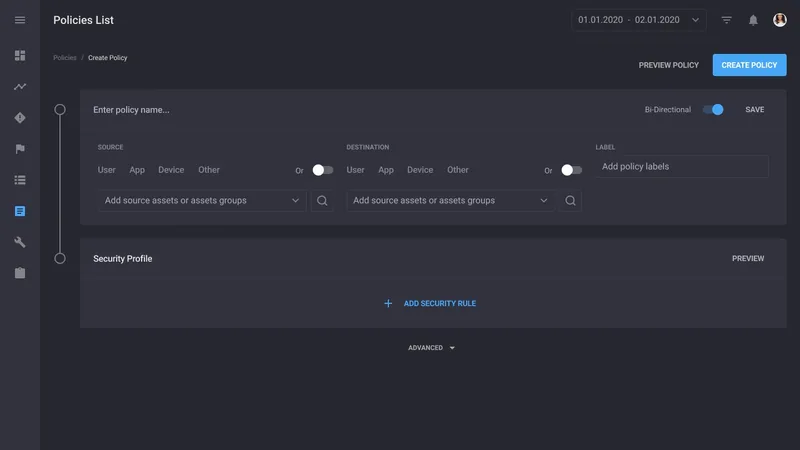 Policies List
01.01.2020 - 02.01.2020
Policies / Create Policy
PREVIEW POLICY
CREATE POLICY
Enter policy name...
Bi-Directional
SAVE
SOURCE
DESTINATION
LABEL
User App Device Other Or
User App Device Other Or
Add policy labels
Add source assets or assets groups
Add source assets or assets groups
Security Profile
PREVIEW
+ ADD SECURITY RULE
ADVANCED